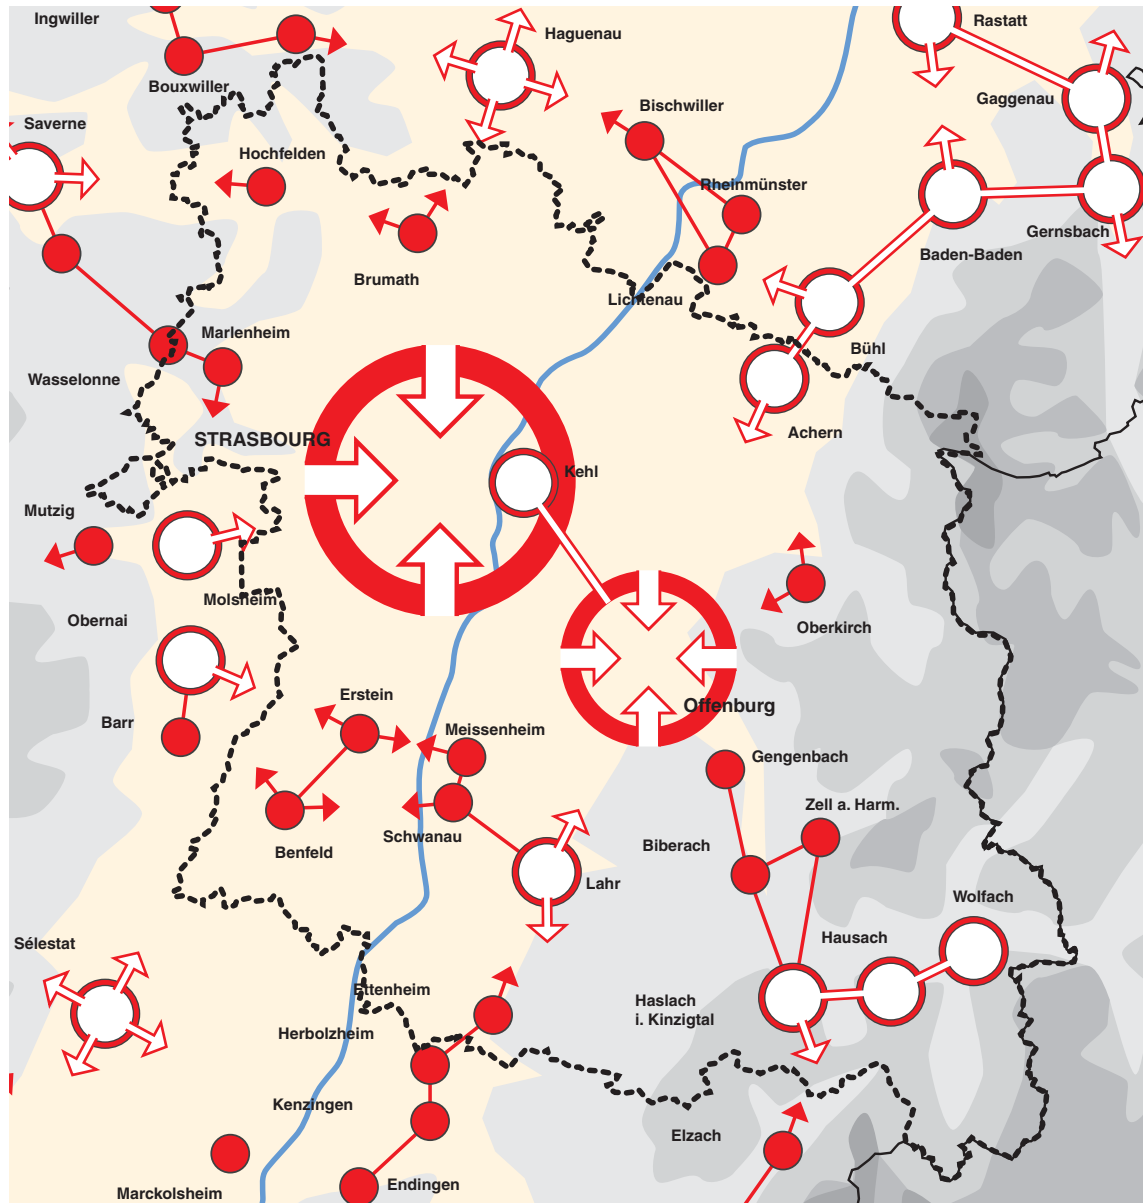 Ingwiller
Haguenau
Rastatt
Bouxwiller
Bischwiller
Gaggenau
Saverne
Hochfelden
Rheinmünster
Gernsbach
Baden-Baden
Brumath
Lichtenau
Marlenheim
Bühl
Wasselonne
Achern
STRASBOURG
Kehl
Mutzig
Molsheim
Obernai
Oberkirch
Erstein
Offenburg
Barr
Meissenheim
Gengenbach
Zell a. Harm.
Schwanau
Biberach
Benfeld
Lahr
Wolfach
Sélestat
Hausach
Ettenheim
Haslach
i. Kinzigtal
Herbolzheim
Kenzingen
Elzach
Endingen
Marckolsheim